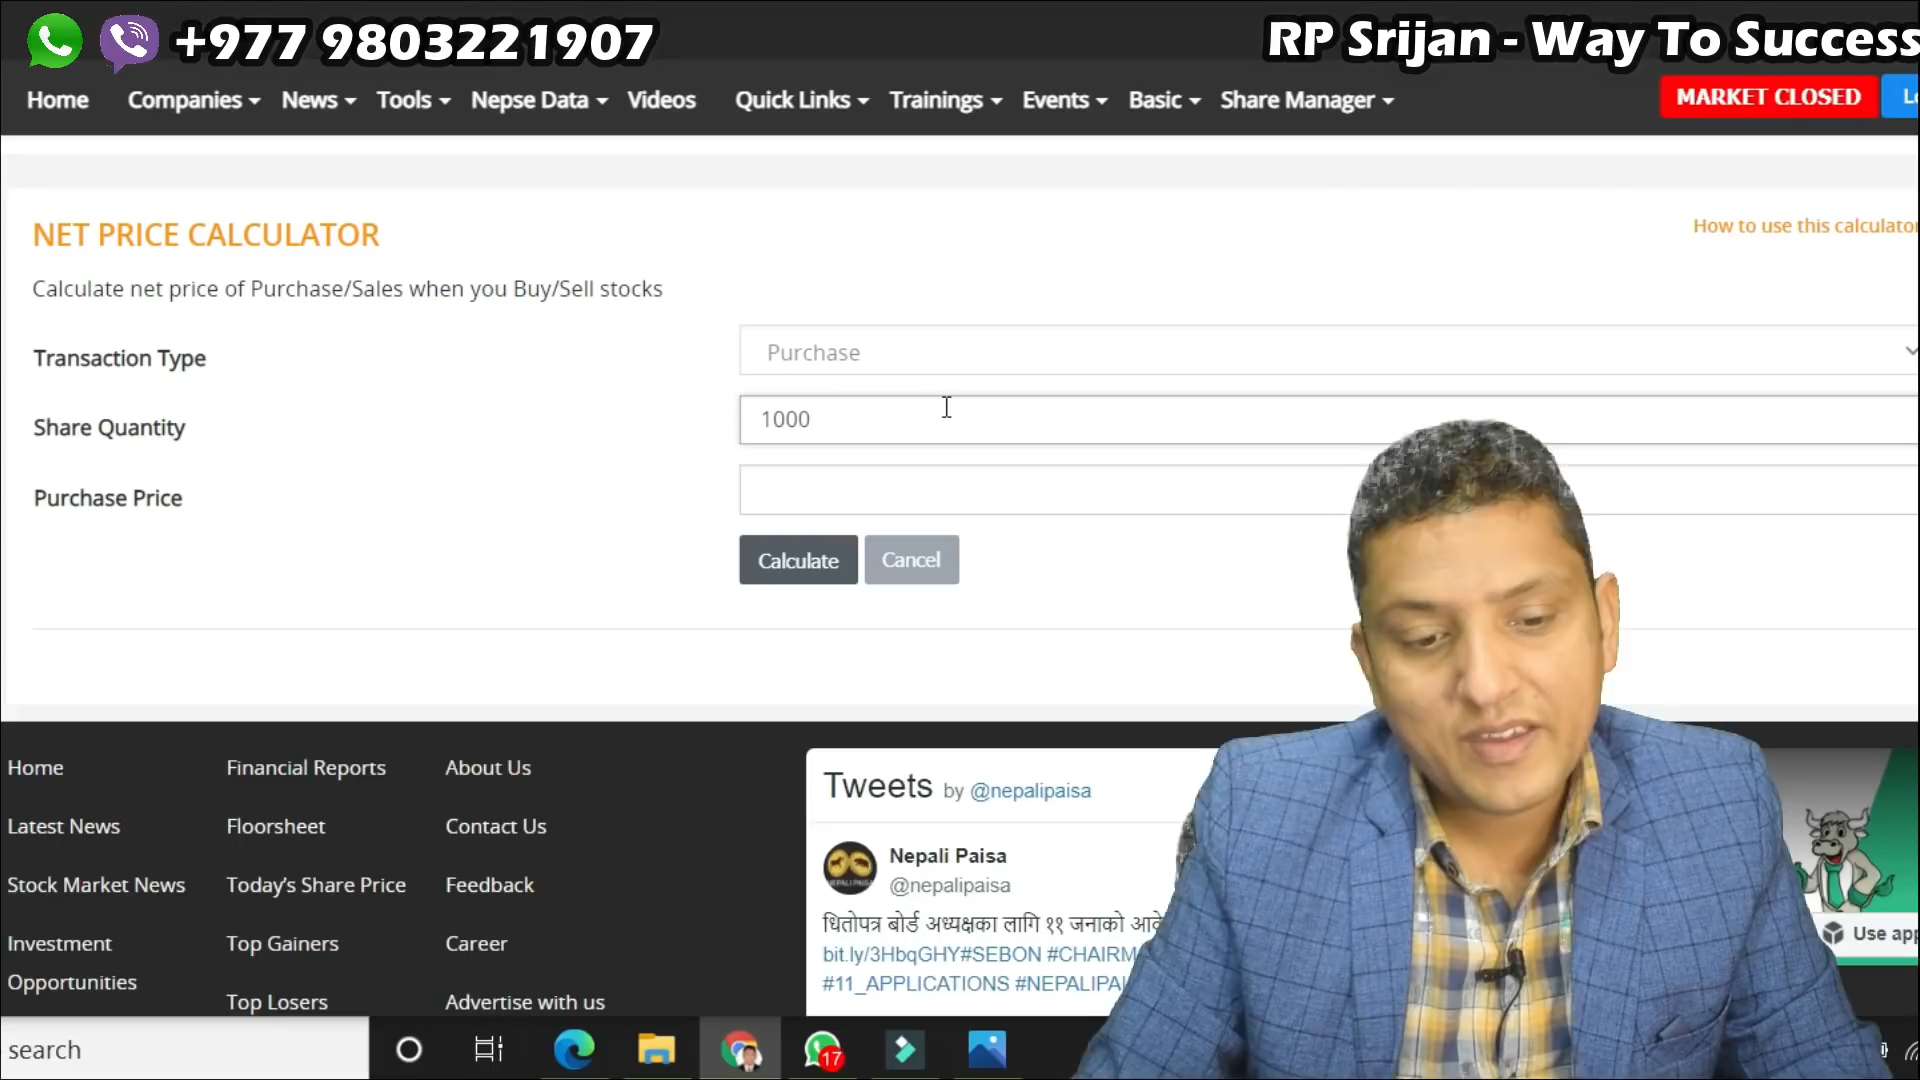 +977 9803221907
RP Srijan - Way To Success
Home Companies News Tools Nepse Data Videos Quick Links Trainings Events Basic Share Manager MARKET CLOSED
NET PRICE CALCULATOR
How to use this calculator
Calculate net price of Purchase/Sales when you Buy/Sell stocks
Transaction Type
Purchase
Share Quantity
1000
Purchase Price
Calculate Cancel
Home Financial Reports About Us
Latest News Floorsheet Contact Us
Stock Market News Today's Share Price Feedback
Investment Opportunities Top Gainers Career
Top Losers Advertise with us
Tweets by @nepalipaisa
Nepali Paisa
@nepalipaisa
धितोपत्र बोर्ड अध्यक्षका लागि ११ जनाको
bit.ly/3HbqGHY#SEBON
#11_APPLICATIONS
Use app
search
17